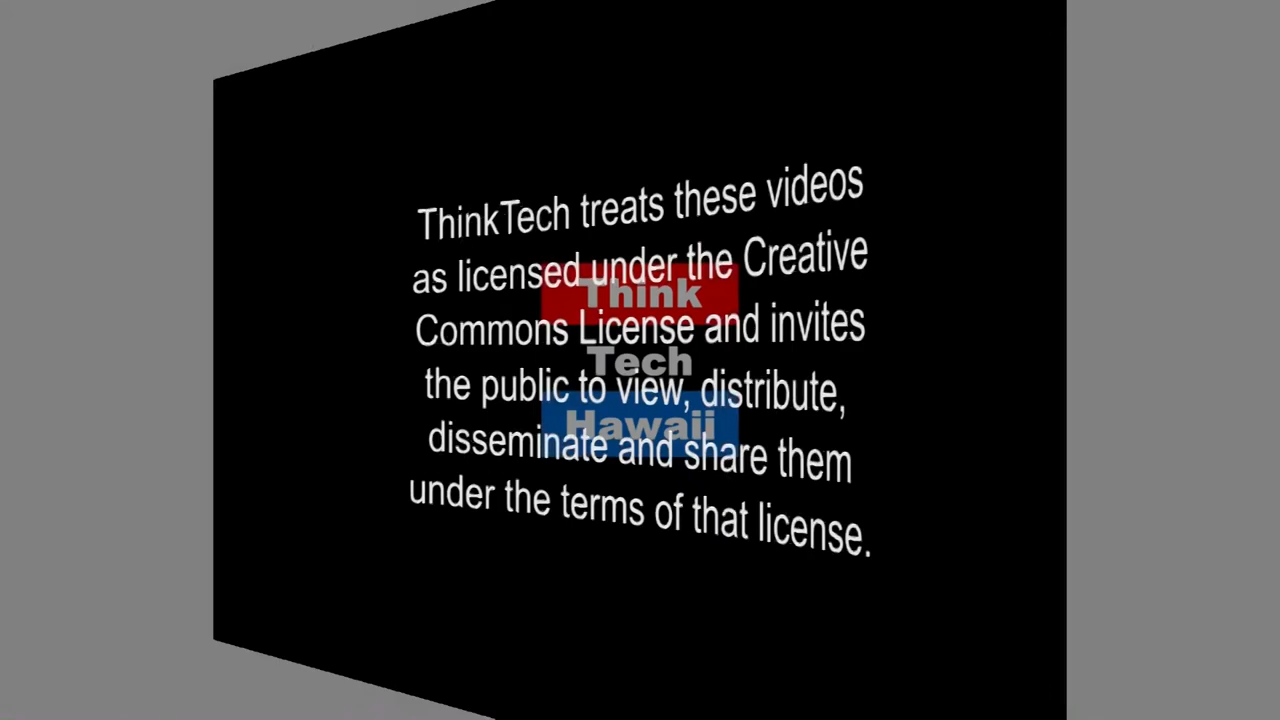 ThinkTech treats these videos
as licensed under the Creative
Commons License and invites
the public to view, distribute,
disseminate and share them
under the terms of that license.
Think
Tech
Hawaii